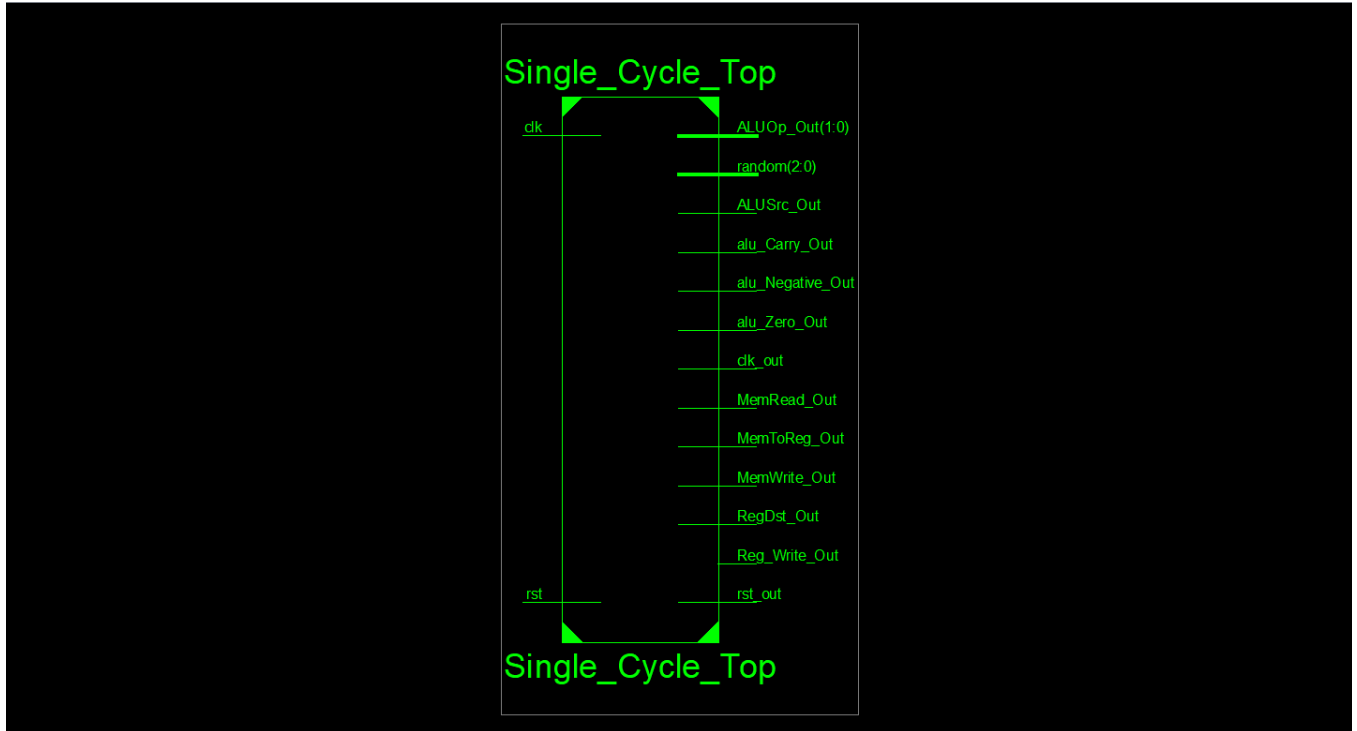 Single_Cycle_Top
clk
ALUOp_Out(1:0)
random(2:0)
ALUSrc_Out
alu_Carry_Out
alu_Negative_Out
alu_Zero_Out
clk_out
MemRead_Out
MemToReg_Out
MemWrite_Out
RegDst_Out
Reg_Write_Out
rst
rst_out
Single_Cycle_Top